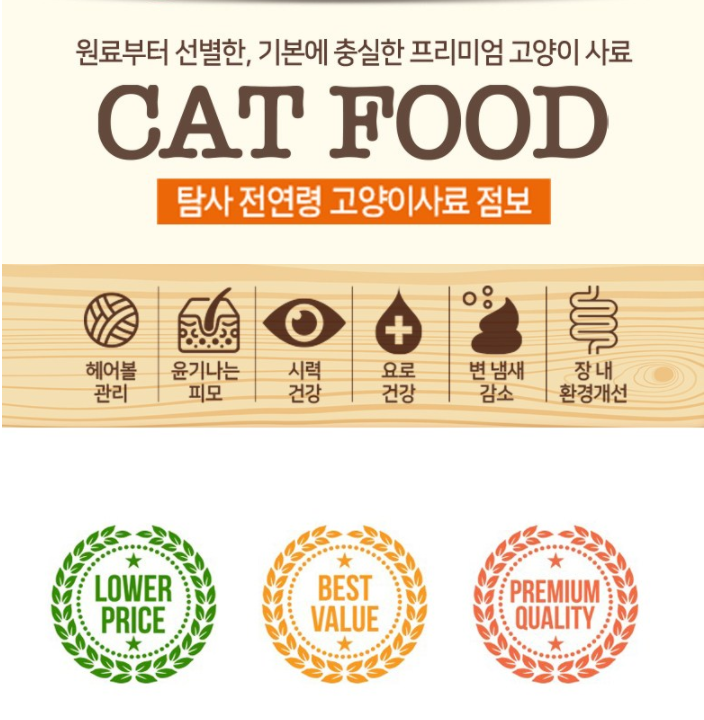 원료부터 선별한, 기본에 충실한 프리미엄 고양이 사료
CAT FOOD
탐사 전연령 고양이사료 점보
헤어볼
관리
윤기나는
피모
시력
건강
요로
건강
변 냄새
감소
장 내
환경개선
LOWER
PRICE
BEST
VALUE
PREMIUM
QUALITY